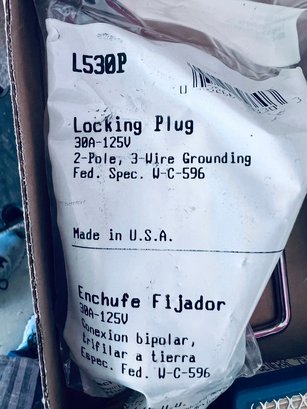 L530P
Locking Plug
30A-125V
2-Pole, 3-Wire Grounding
Fed. Spec. W-C-596
Made in U.S.A.
Enchufe Fijador
30A-125V
Conexion bipolar,
trifilar a tierra
Espec. Fed. W-C-596